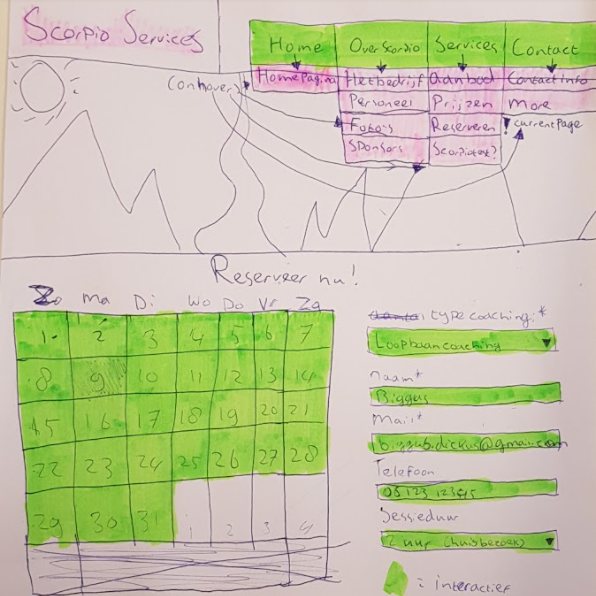 Scorpio Services
Home Over Scorpio Services Contact
(on hover) Homepagina Het bedrijf Aanbod Contact info
Personeel Prijzen More
Foto's Reserveren ! currentPage
Sponsors
Reserveer nu!
Zo Ma Di Wo Do Vr Za
1 2 3 4 5 6 7
8 9 10 11 12 13 14
15 16 17 18 19 20 21
22 23 24 25 26 27 28
29 30 31 1 2 3 4
type coaching:*
Loopbaancoaching
naam*
Biggus
Mail*
biggus.dickus@gmail.com
Telefoon
06 123 12345
Sessieduur
2 uur (huisbezoek)
: interactief